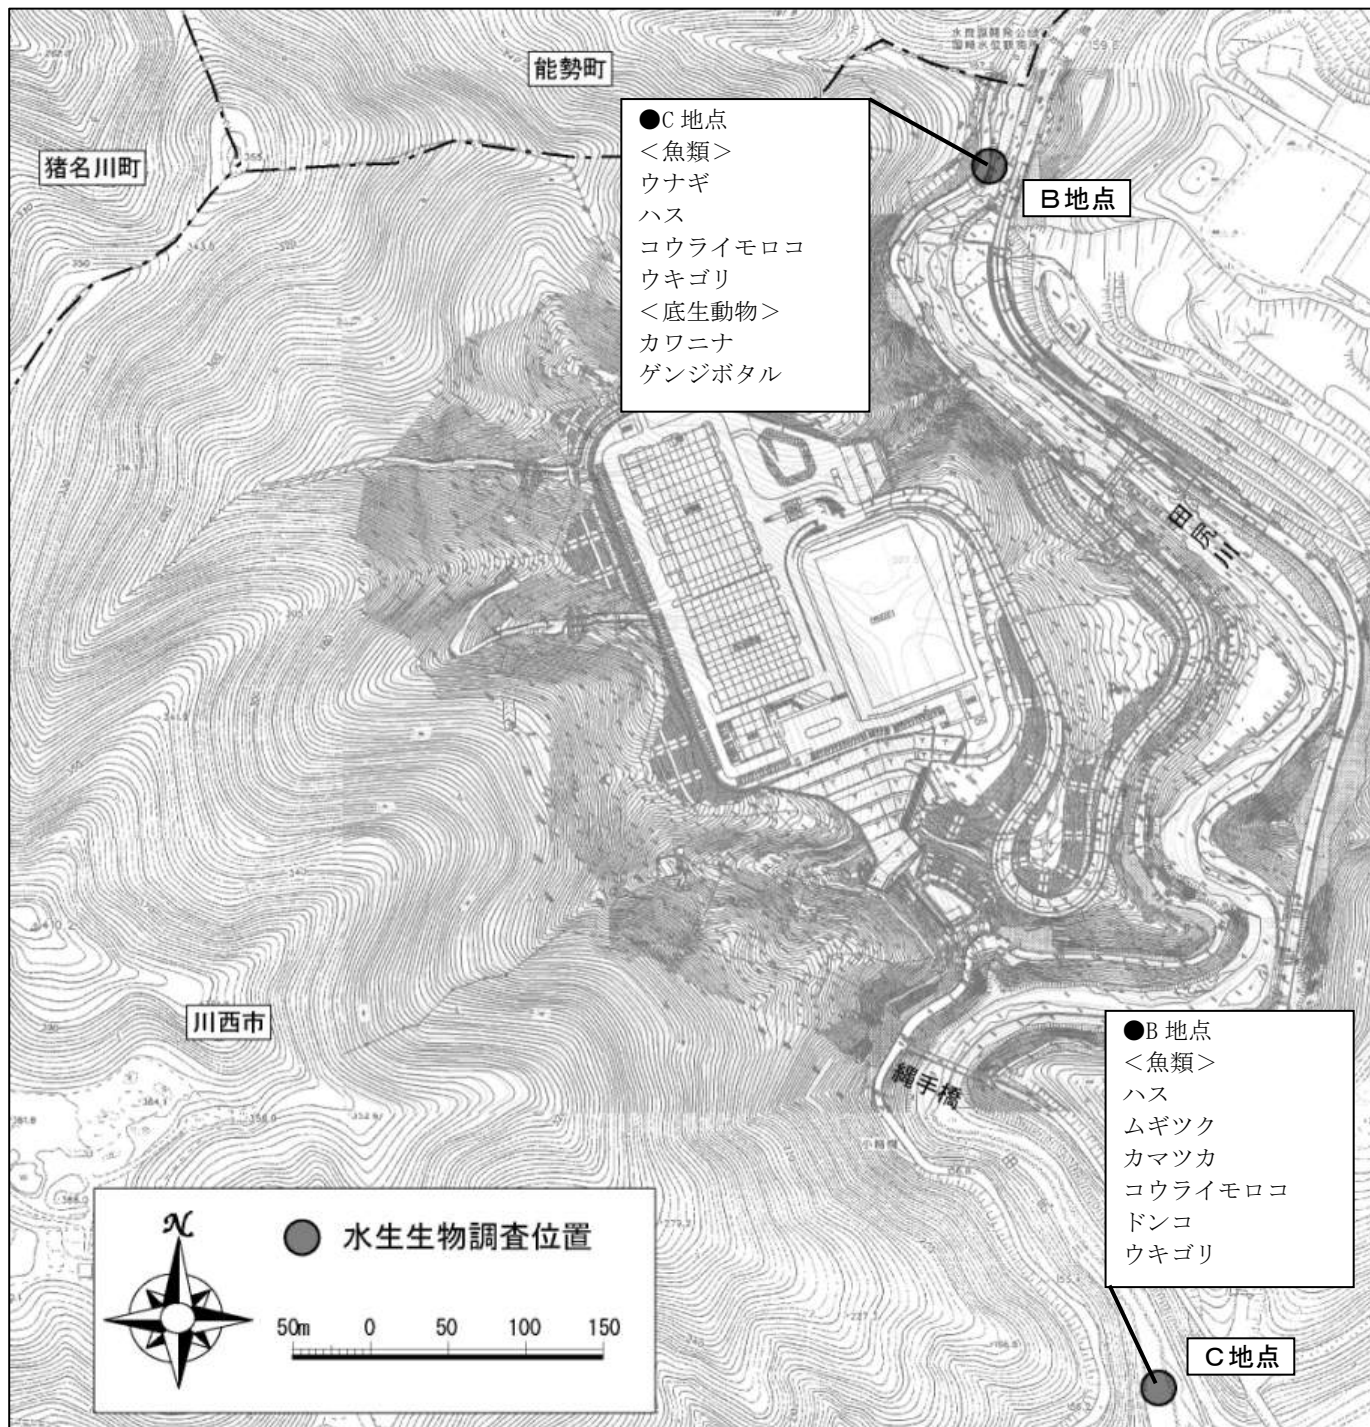 能勢町
猪名川町
●C 地点
＜魚類＞
ウナギ
ハス
コウライモロコ
ウキゴリ
＜底生動物＞
カワニナ
ゲンジボタル
B地点
田尻川
川西市
縄手橋
●B 地点
＜魚類＞
ハス
ムギツク
カマツカ
コウライモロコ
ドンコ
ウキゴリ
C地点
N
水生生物調査位置
50m 0 50 100 150